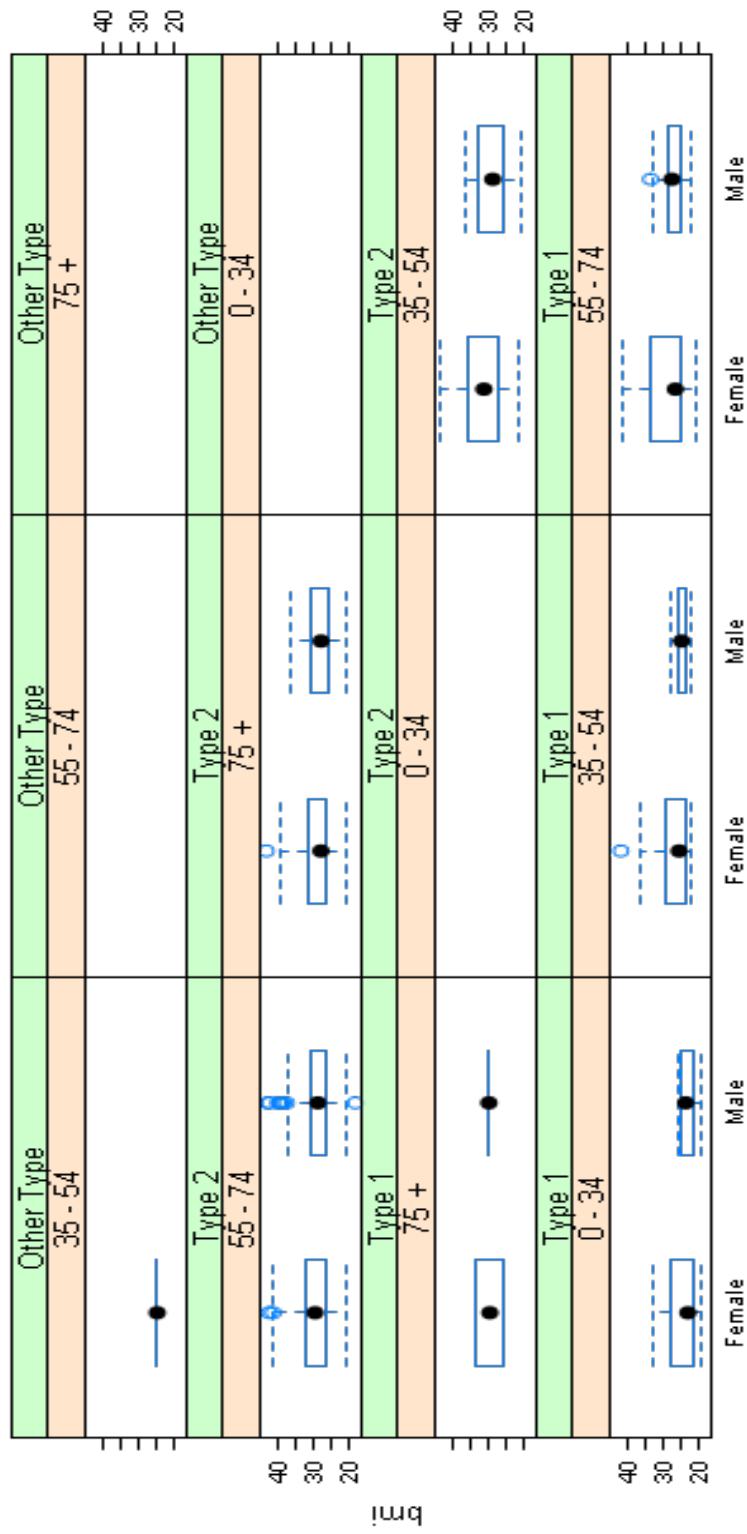 Other Type
Other Type
Other Type
35 - 54
55 - 74
75 +
40
30
20
Type 2
Type 2
Other Type
55 - 74
75 +
0 - 34
40
30
20
bmi
Type 1
Type 2
Type 2
75 +
0 - 34
35 - 54
40
30
20
Type 1
Type 1
Type 1
0 - 34
35 - 54
55 - 74
40
30
20
Female
Male
Female
Male
Female
Male